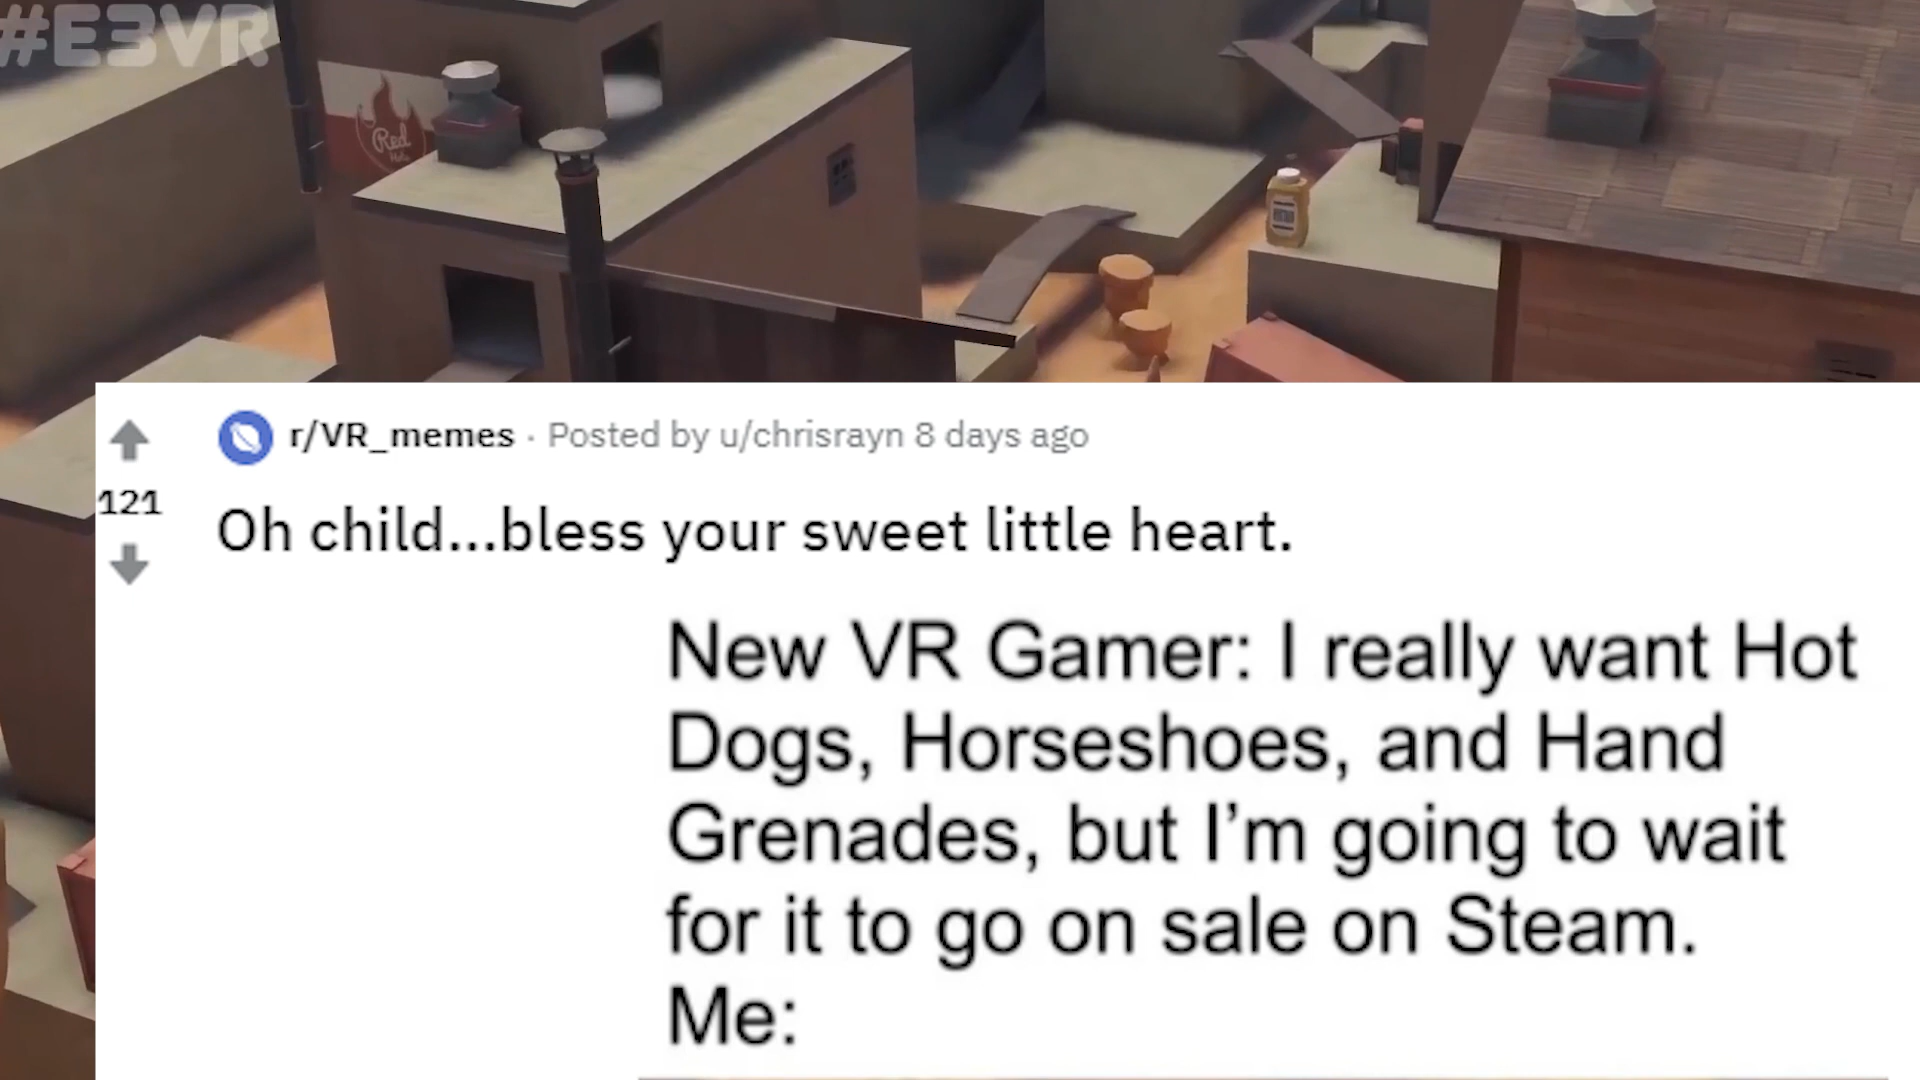 #E3VR
Red
r/VR_memes · Posted by u/chrisrayn 8 days ago
121
Oh child...bless your sweet little heart.
New VR Gamer: I really want Hot
Dogs, Horseshoes, and Hand
Grenades, but I’m going to wait
for it to go on sale on Steam.
Me: